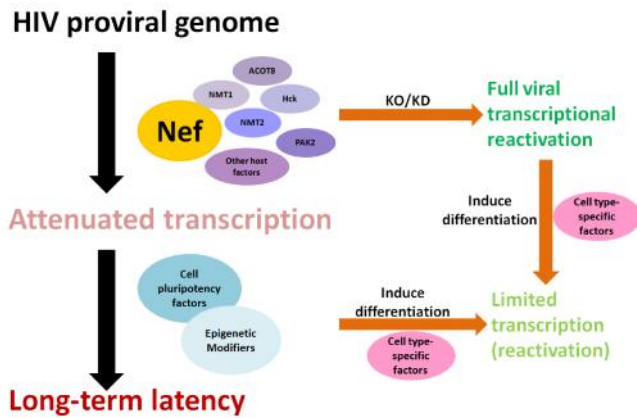 HIV proviral genome
ACOT8
NMT1
Hck
Nef
NMT2
PAK2
Other host
factors
KO/KD
Full viral
transcriptional
reactivation
Attenuated transcription
Induce
differentiation
Cell type-
specific
factors
Cell
pluripotency
factors
Epigenetic
Modifiers
Induce
differentiation
Cell type-
specific
factors
Limited
transcription
(reactivation)
Long-term latency